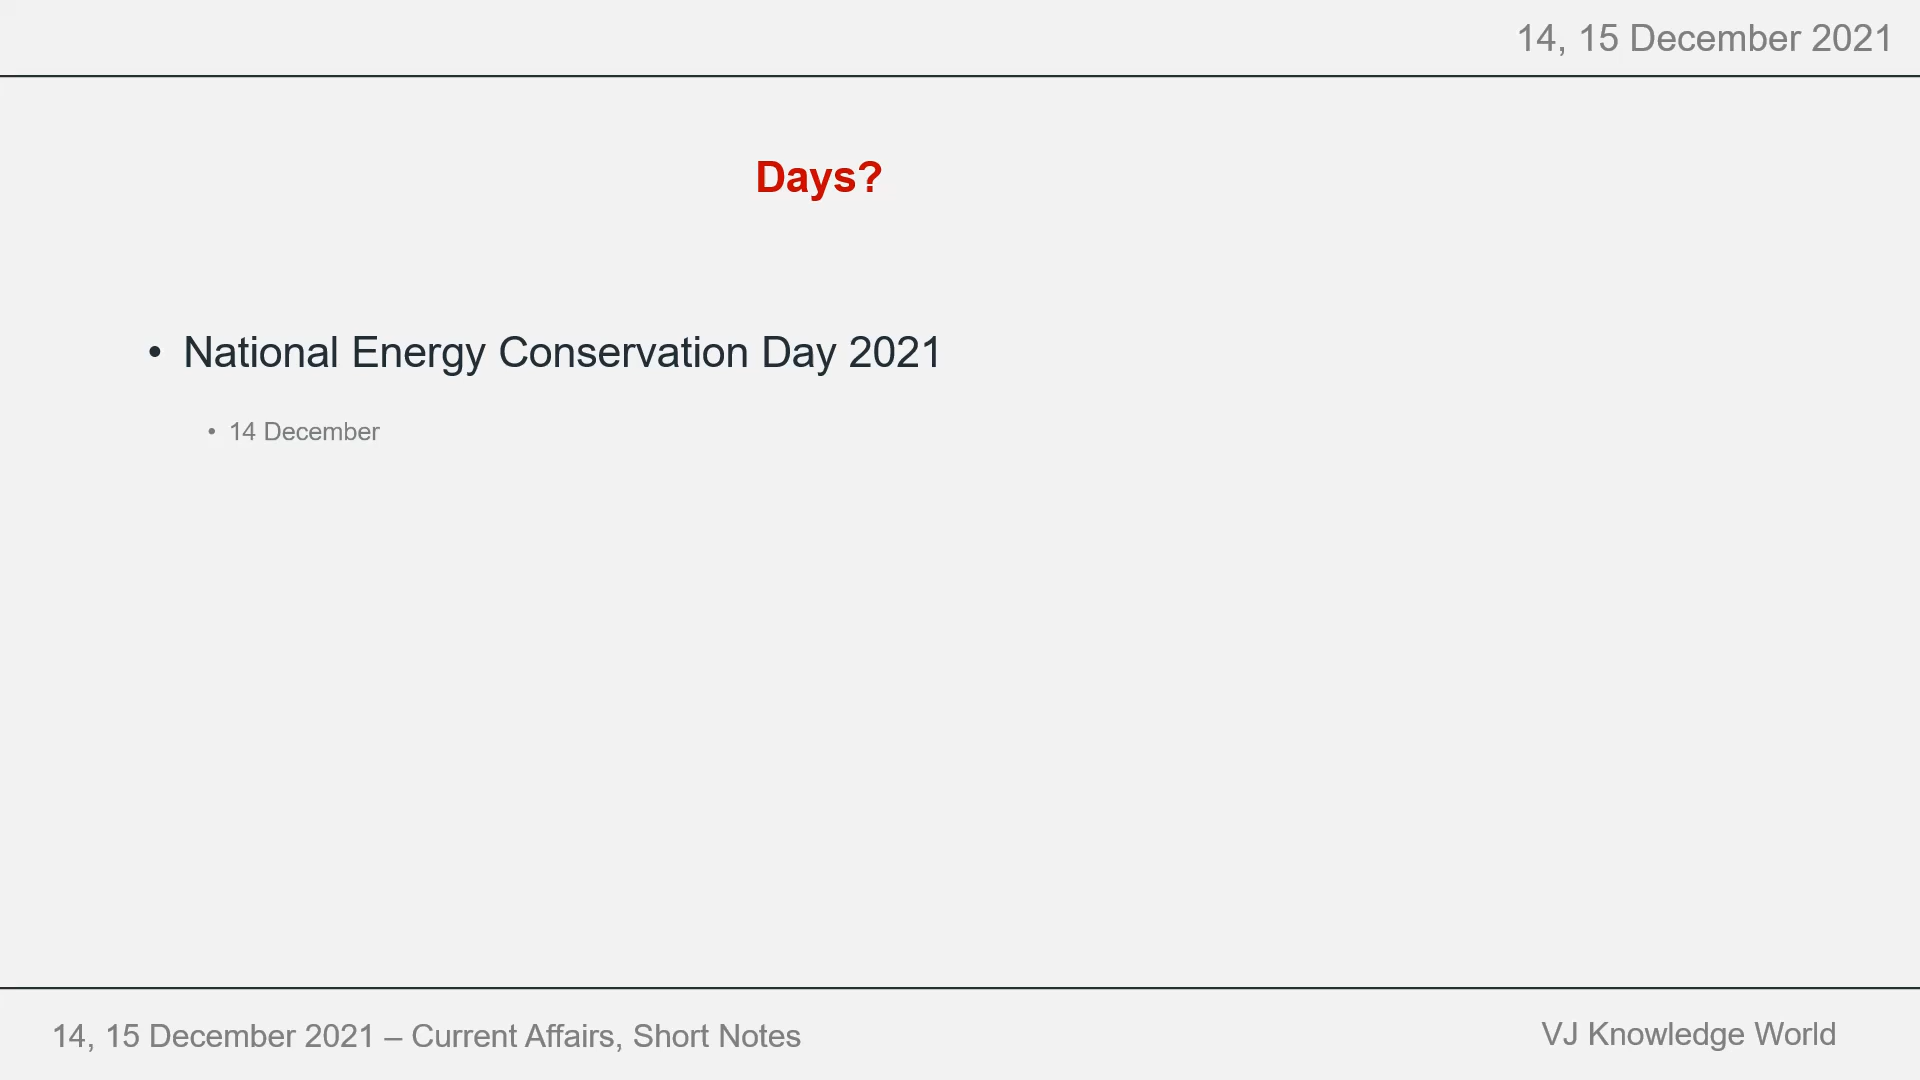 14, 15 December 2021
Days?
• National Energy Conservation Day 2021
• 14 December
14, 15 December 2021 – Current Affairs, Short Notes
VJ Knowledge World